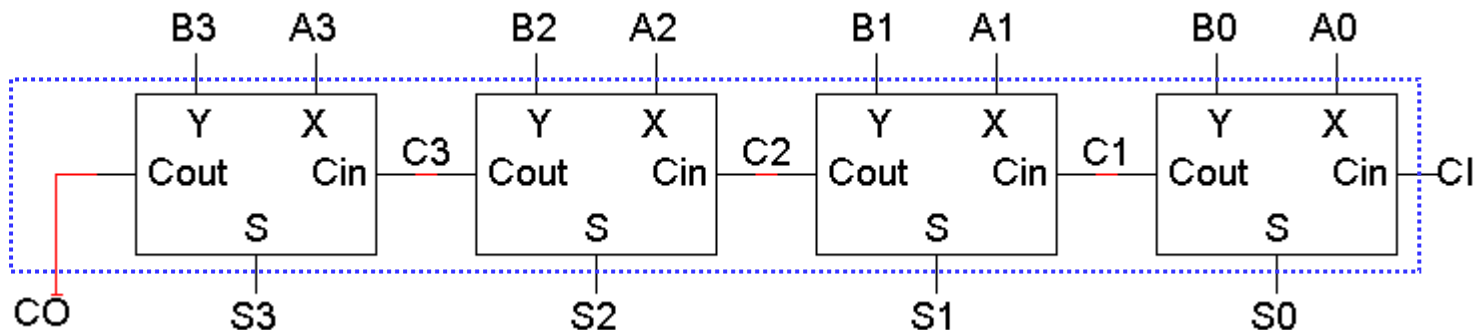 B3 A3 B2 A2 B1 A1 B0 A0
Y X Y X Y X Y X
Cout Cin C3 Cout Cin C2 Cout Cin C1 Cout Cin CI
S S S S
CO S3 S2 S1 S0